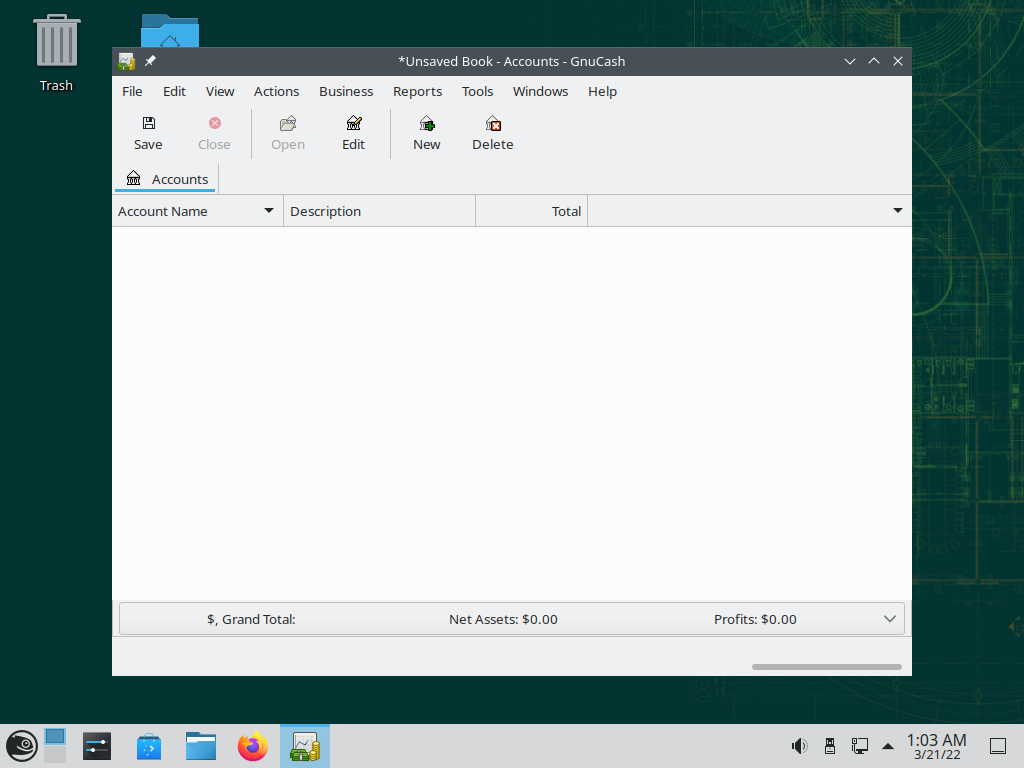 Trash
*Unsaved Book - Accounts - GnuCash
File Edit View Actions Business Reports Tools Windows Help
Save Close Open Edit New Delete
Accounts
Account Name Description Total
$, Grand Total: Net Assets: $0.00 Profits: $0.00
1:03 AM
3/21/22